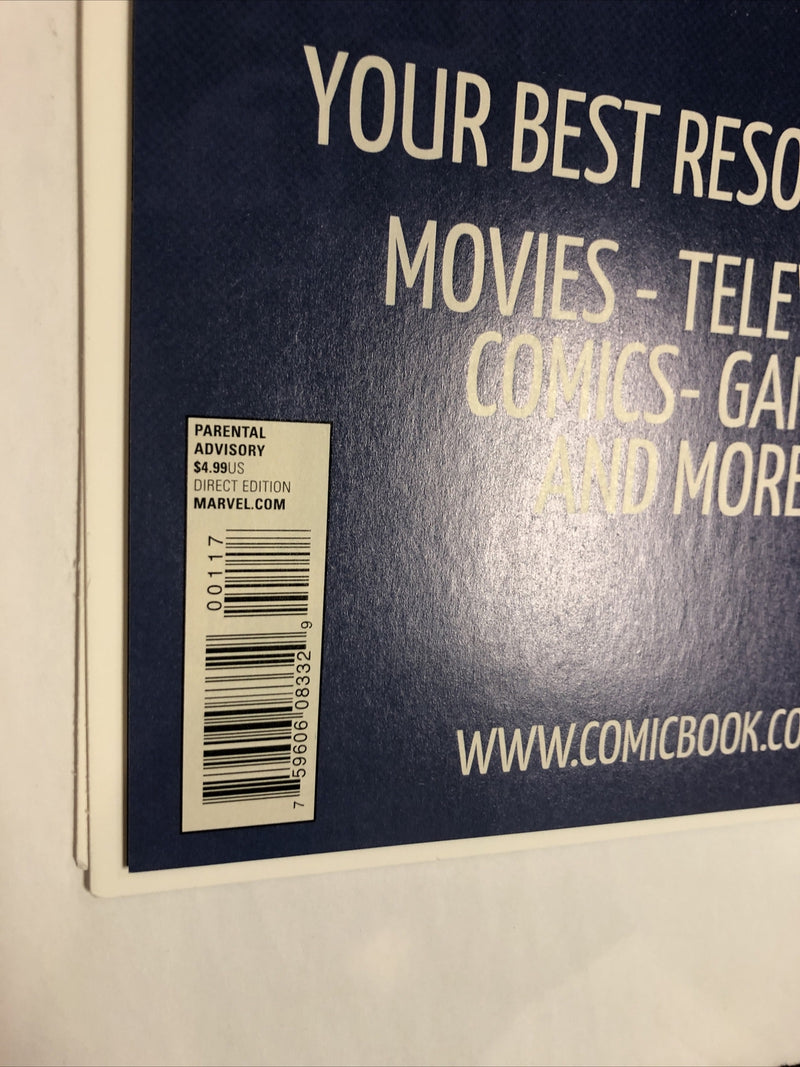 YOUR BEST RESO
MOVIES - TELE
COMICS- GA
AND MORE
PARENTAL
ADVISORY
$4.99US
DIRECT EDITION
MARVEL.COM
00117
7 59606 08332 9
WWW.COMICBOOK.CO